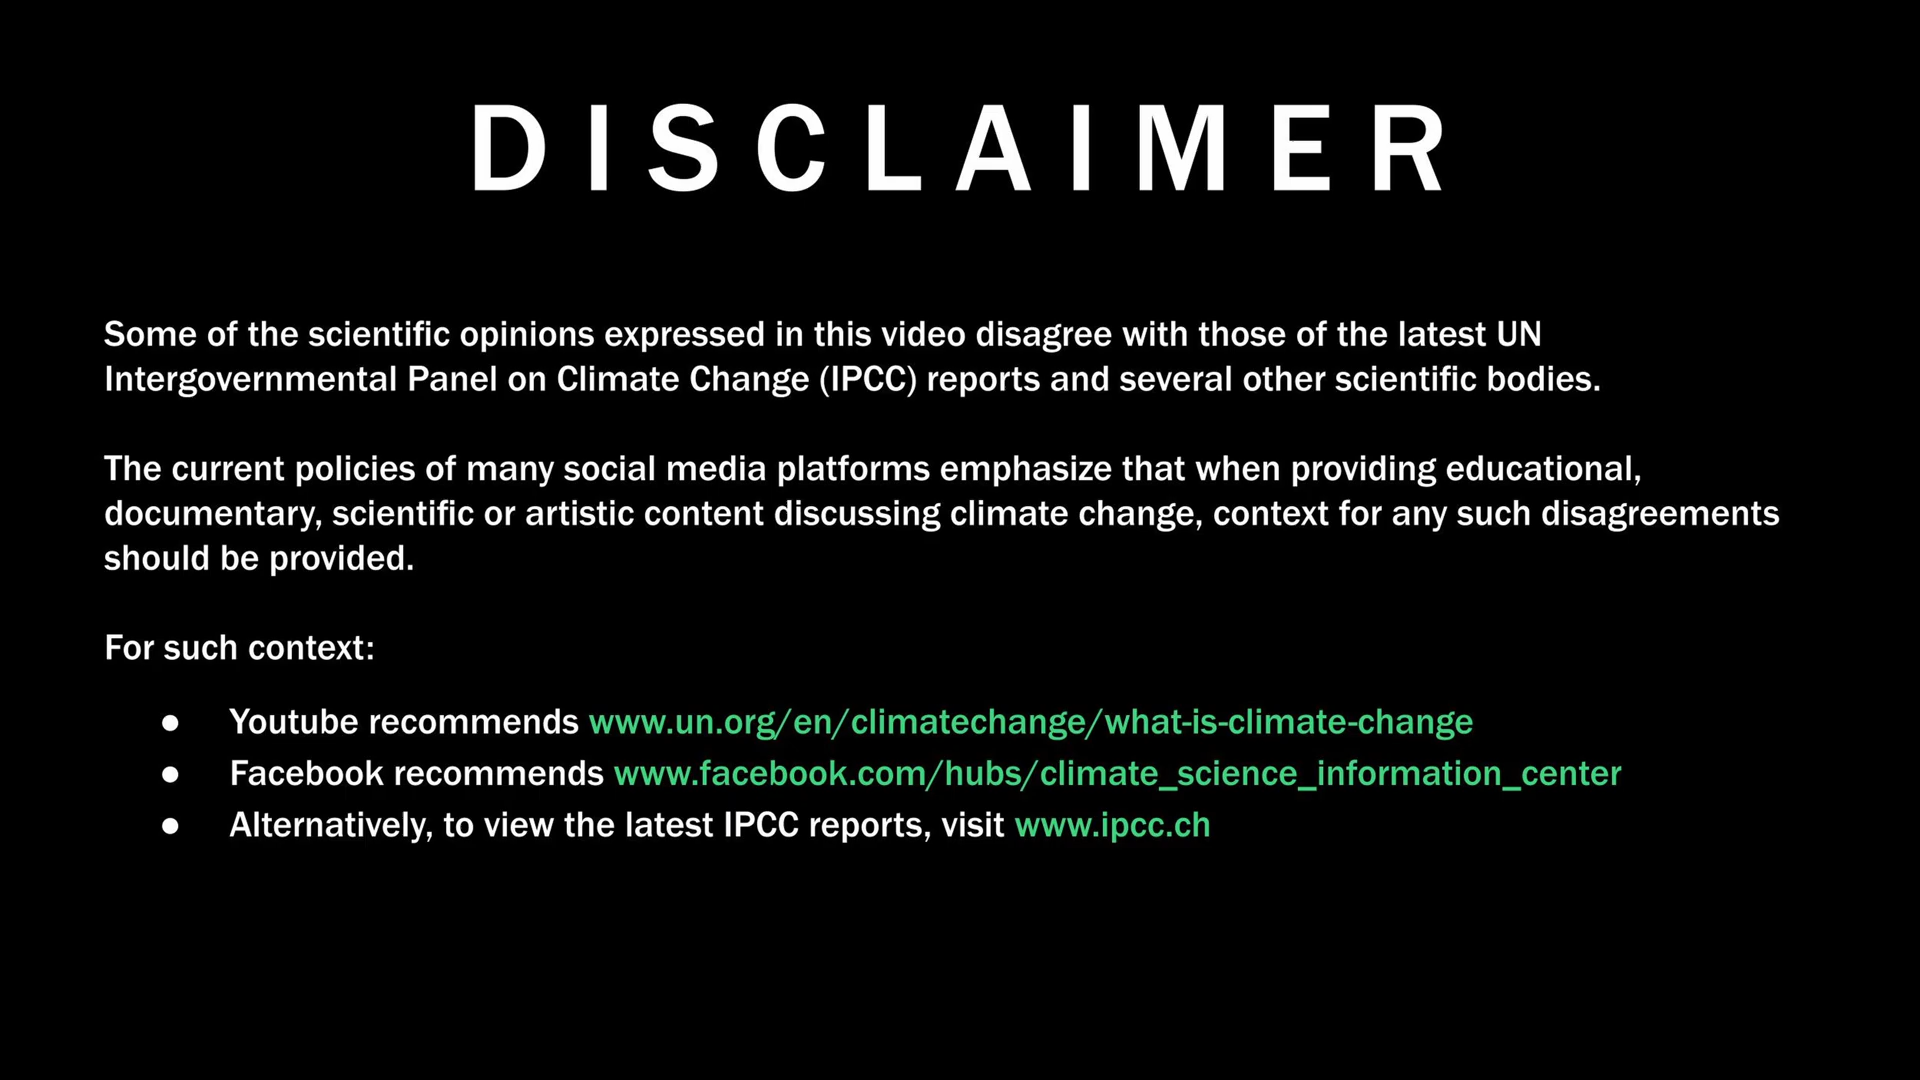 DISCLAIMER
Some of the scientific opinions expressed in this video disagree with those of the latest UN
Intergovernmental Panel on Climate Change (IPCC) reports and several other scientific bodies.
The current policies of many social media platforms emphasize that when providing educational,
documentary, scientific or artistic content discussing climate change, context for any such disagreements
should be provided.
For such context:
● Youtube recommends www.un.org/en/climatechange/what-is-climate-change
● Facebook recommends www.facebook.com/hubs/climate_science_information_center
● Alternatively, to view the latest IPCC reports, visit www.ipcc.ch